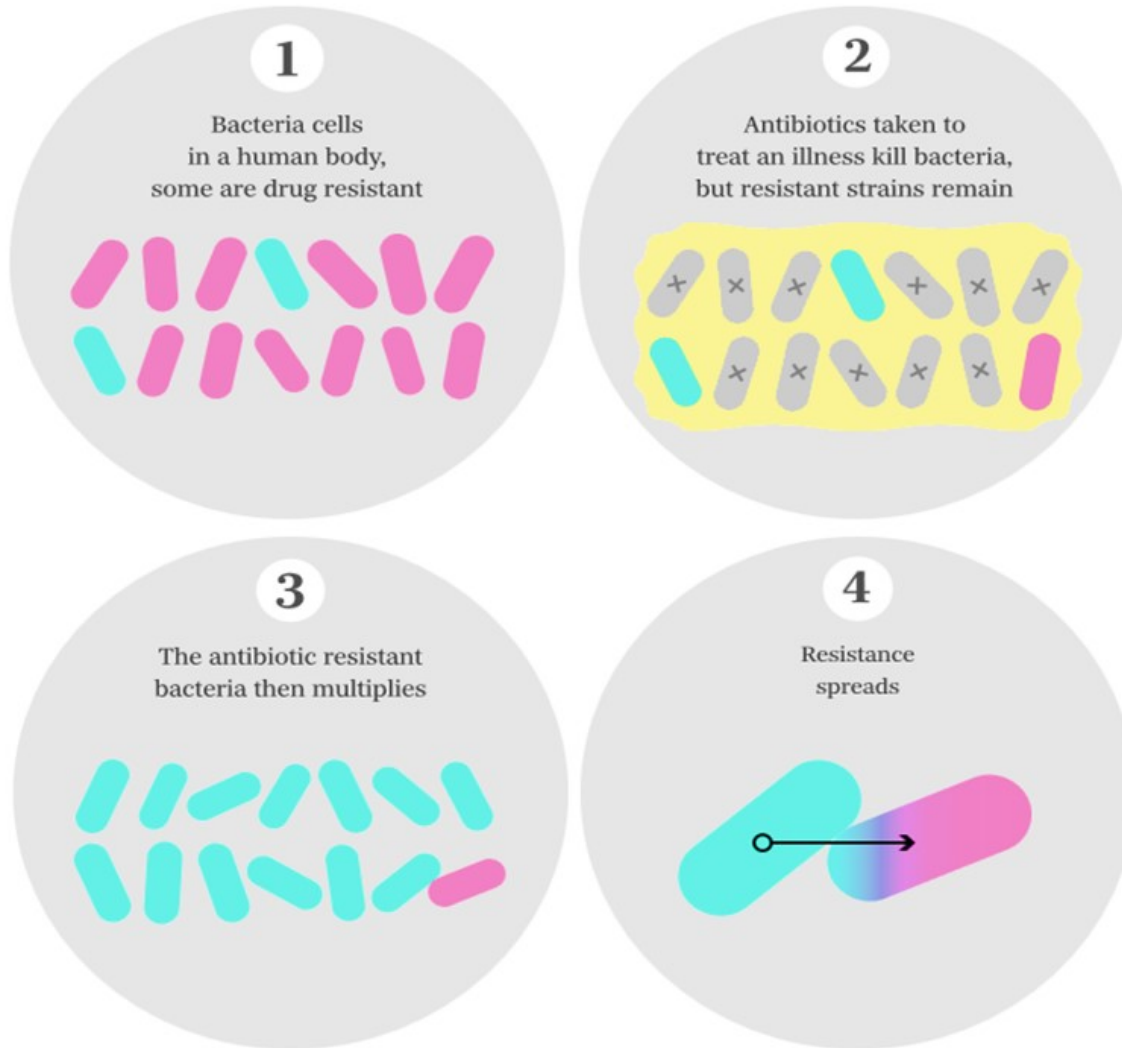 1
Bacteria cells
in a human body,
some are drug resistant
2
Antibiotics taken to
treat an illness kill bacteria,
but resistant strains remain
3
The antibiotic resistant
bacteria then multiplies
4
Resistance
spreads